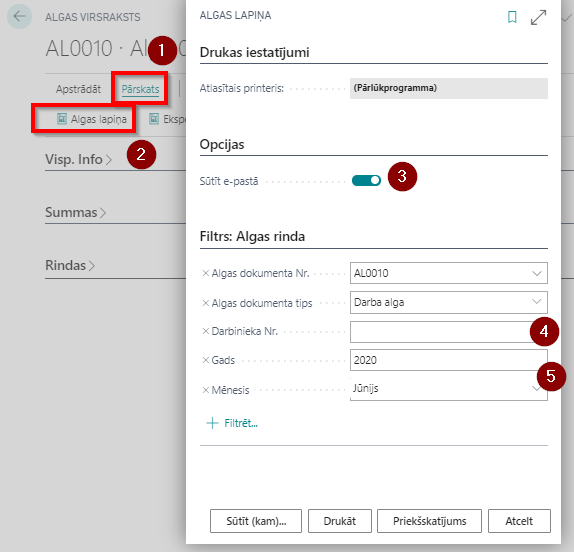 ALGAS VIRSRAKSTS
AL0010 · A
1
Apstrādāt Pārskats
Algas lapiņa
2
Visp. Info
Summas
Rindas
ALGAS LAPIŅA
Drukas iestatījumi
Atlasītais printeris: (Pārlūkprogramma)
Opcijas
Sūtīt e-pastā 3
Filtrs: Algas rinda
Algas dokumenta Nr. AL0010
Algas dokumenta tips Darba alga
Darbinieka Nr. 4
Gads 2020
5
Mēnesis Jūnijs
Filtrēt...
Sūtīt (kam)... Drukāt Priekšskatījums Atcelt